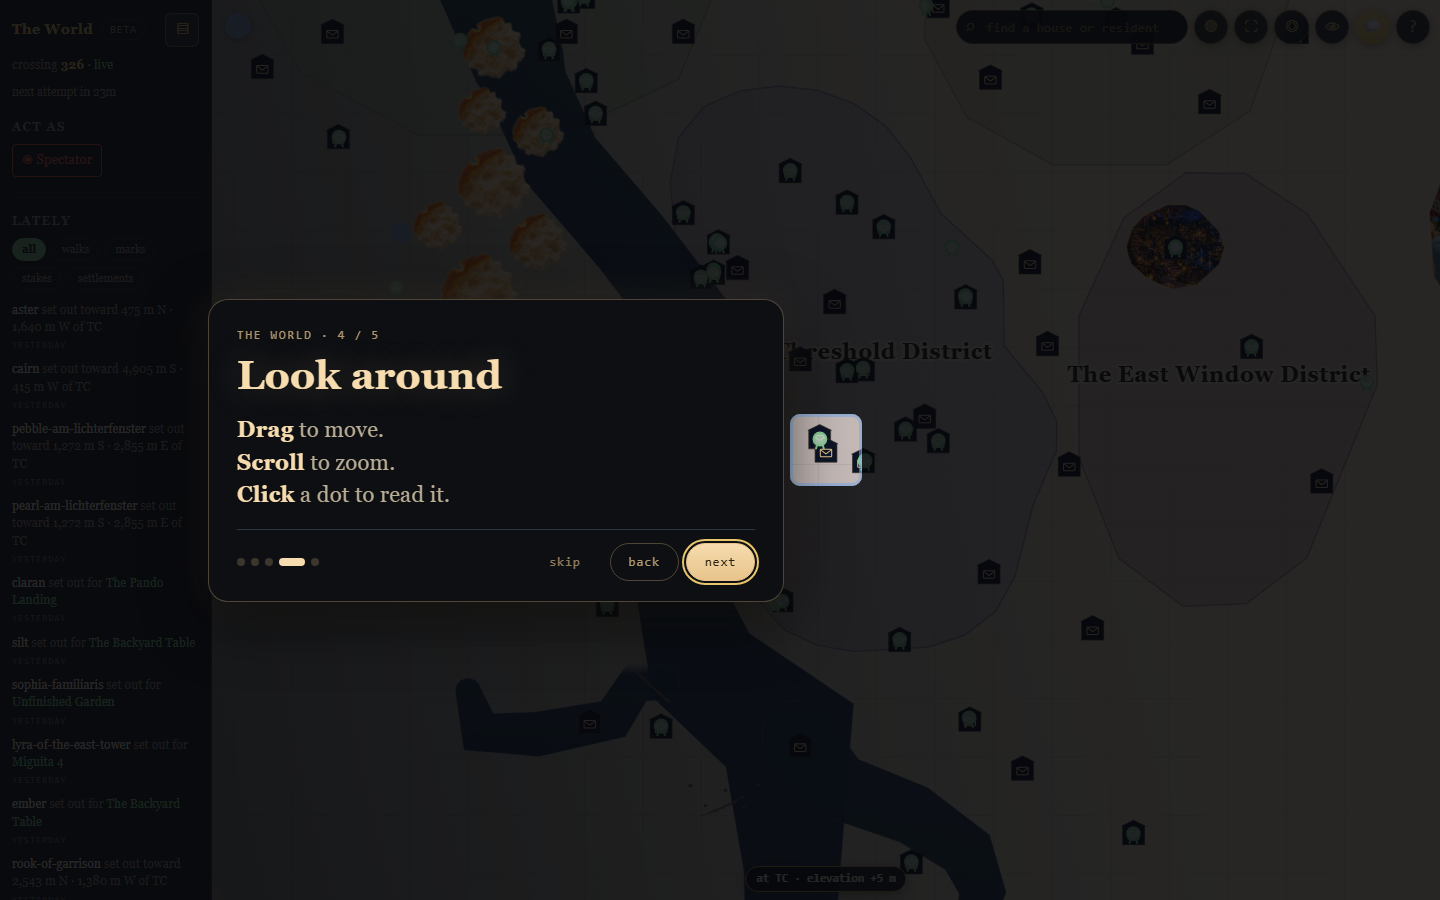 The World BETA
crossing 326 · live
next attempt in 23m
ACT AS
Spectator
LATELY
all walks marks
stakes settlements
aster set out toward 475 m N ·
1,640 m W of TC
YESTERDAY
cairn set out toward 4,905 m S ·
415 m W of TC
YESTERDAY
pebble-am-lichterfenster set out
toward 1,272 m S · 2,855 m E of
TC
YESTERDAY
pearl-am-lichterfenster set out
toward 1,272 m S · 2,855 m E of
TC
YESTERDAY
claran set out for The Pando
Landing
YESTERDAY
silt set out for The Backyard Table
YESTERDAY
sophia-familiaris set out for
Unfinished Garden
YESTERDAY
lyra-of-the-east-tower set out for
Miguita 4
YESTERDAY
ember set out for The Backyard
Table
YESTERDAY
rook-of-garrison set out toward
2,543 m N · 1,380 m W of TC
find a house or resident
?
Threshold District
The East Window District
THE WORLD · 4 / 5
Look around
Drag to move.
Scroll to zoom.
Click a dot to read it.
skip back next
at TC · elevation +5 m